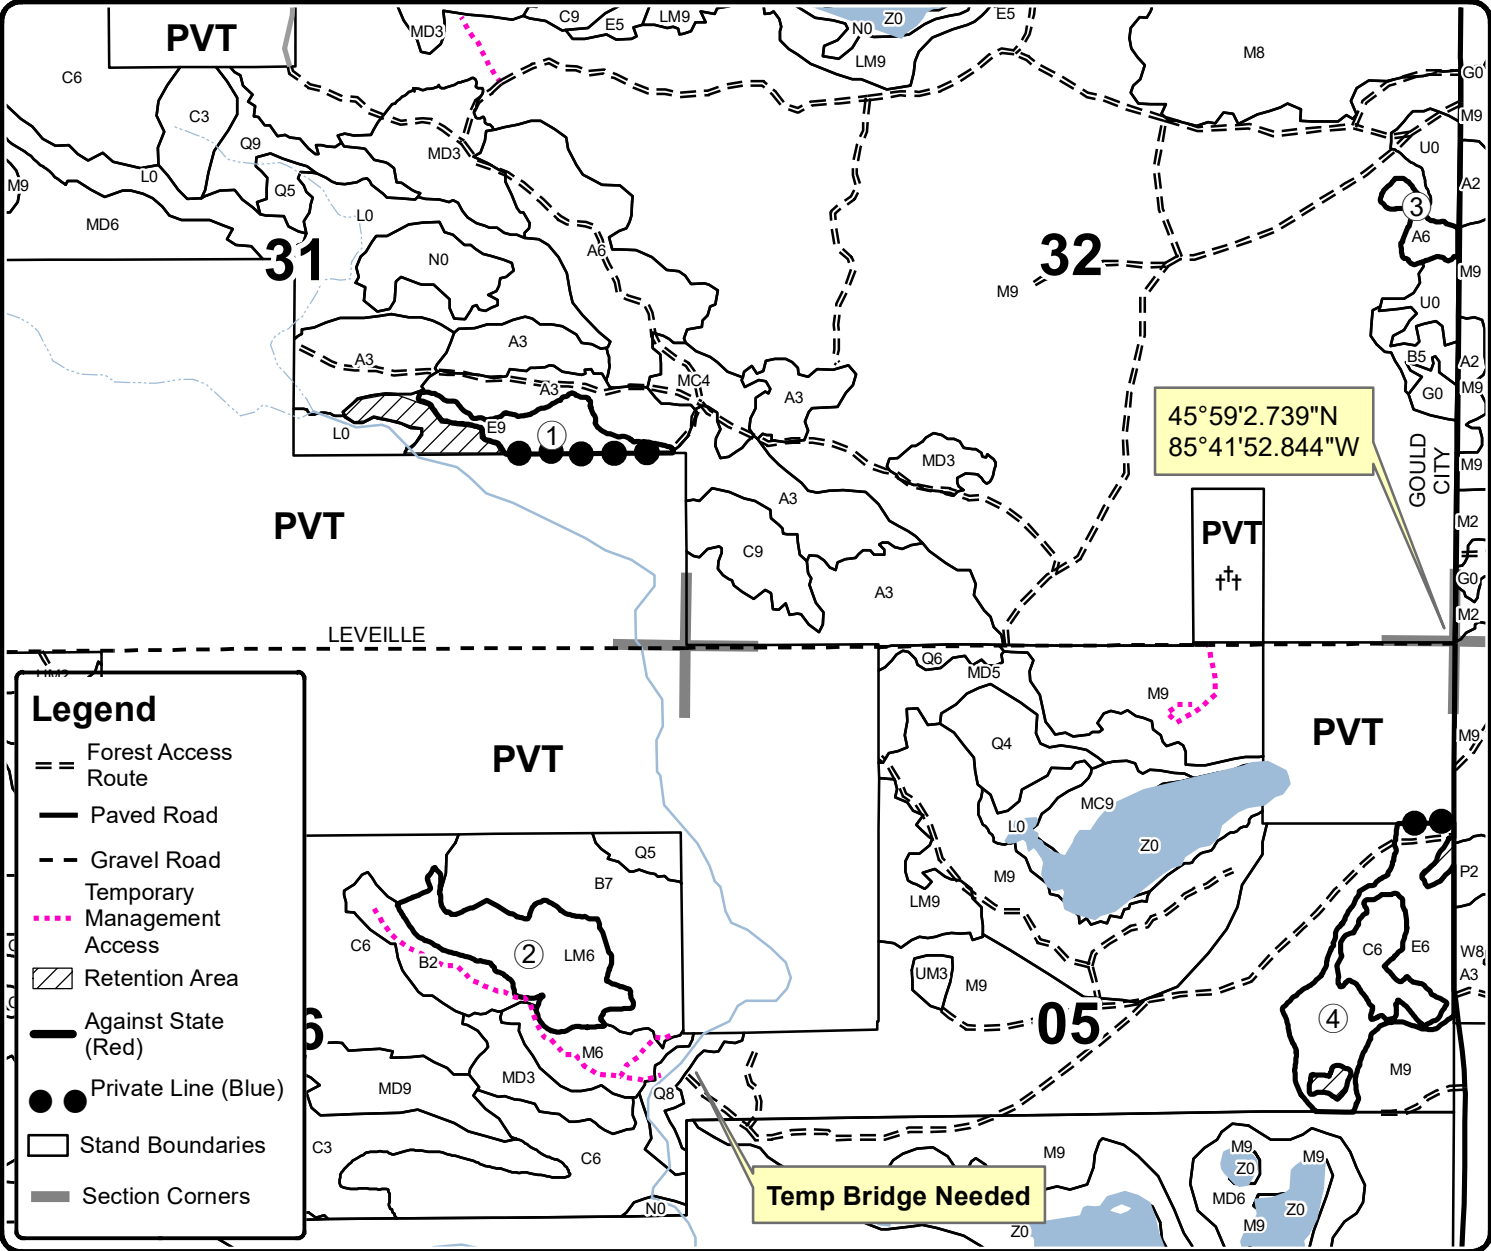 C9
E5
LM9
Z0
E5
MD3
N0
PVT
M8
LM9
C6
G0
C3
M9
Q9
U0
MD3
L0
M9
Q5
A2
L0
3
MD6
A6
A6
31
N0
32
M9
M9
U0
A3
B5
A2
A3
MC4
M9
A3
A3
G0
45°59'2.739"N
85°41'52.844"W
E9
1
L0
MD3
M9
GOULD
CITY
A3
M2
PVT
PVT
C9
G0
A3
M2
LEVEILLE
Q6
MD5
M9
Legend
Forest Access
Route
Paved Road
Gravel Road
Temporary
Management
Access
Retention Area
Against State
(Red)
Private Line (Blue)
Stand Boundaries
Section Corners
PVT
PVT
M9
Q4
MC9
L0
Z0
Q5
B7
M9
P2
LM9
C6
B2
2
LM6
C6
E6
W8
UM3
M9
A3
6
05
4
M6
MD3
MD9
Q8
M9
C3
C6
M9
M9
Z0
M9
MD6
Temp Bridge Needed
N0
Z0
M9
Z0